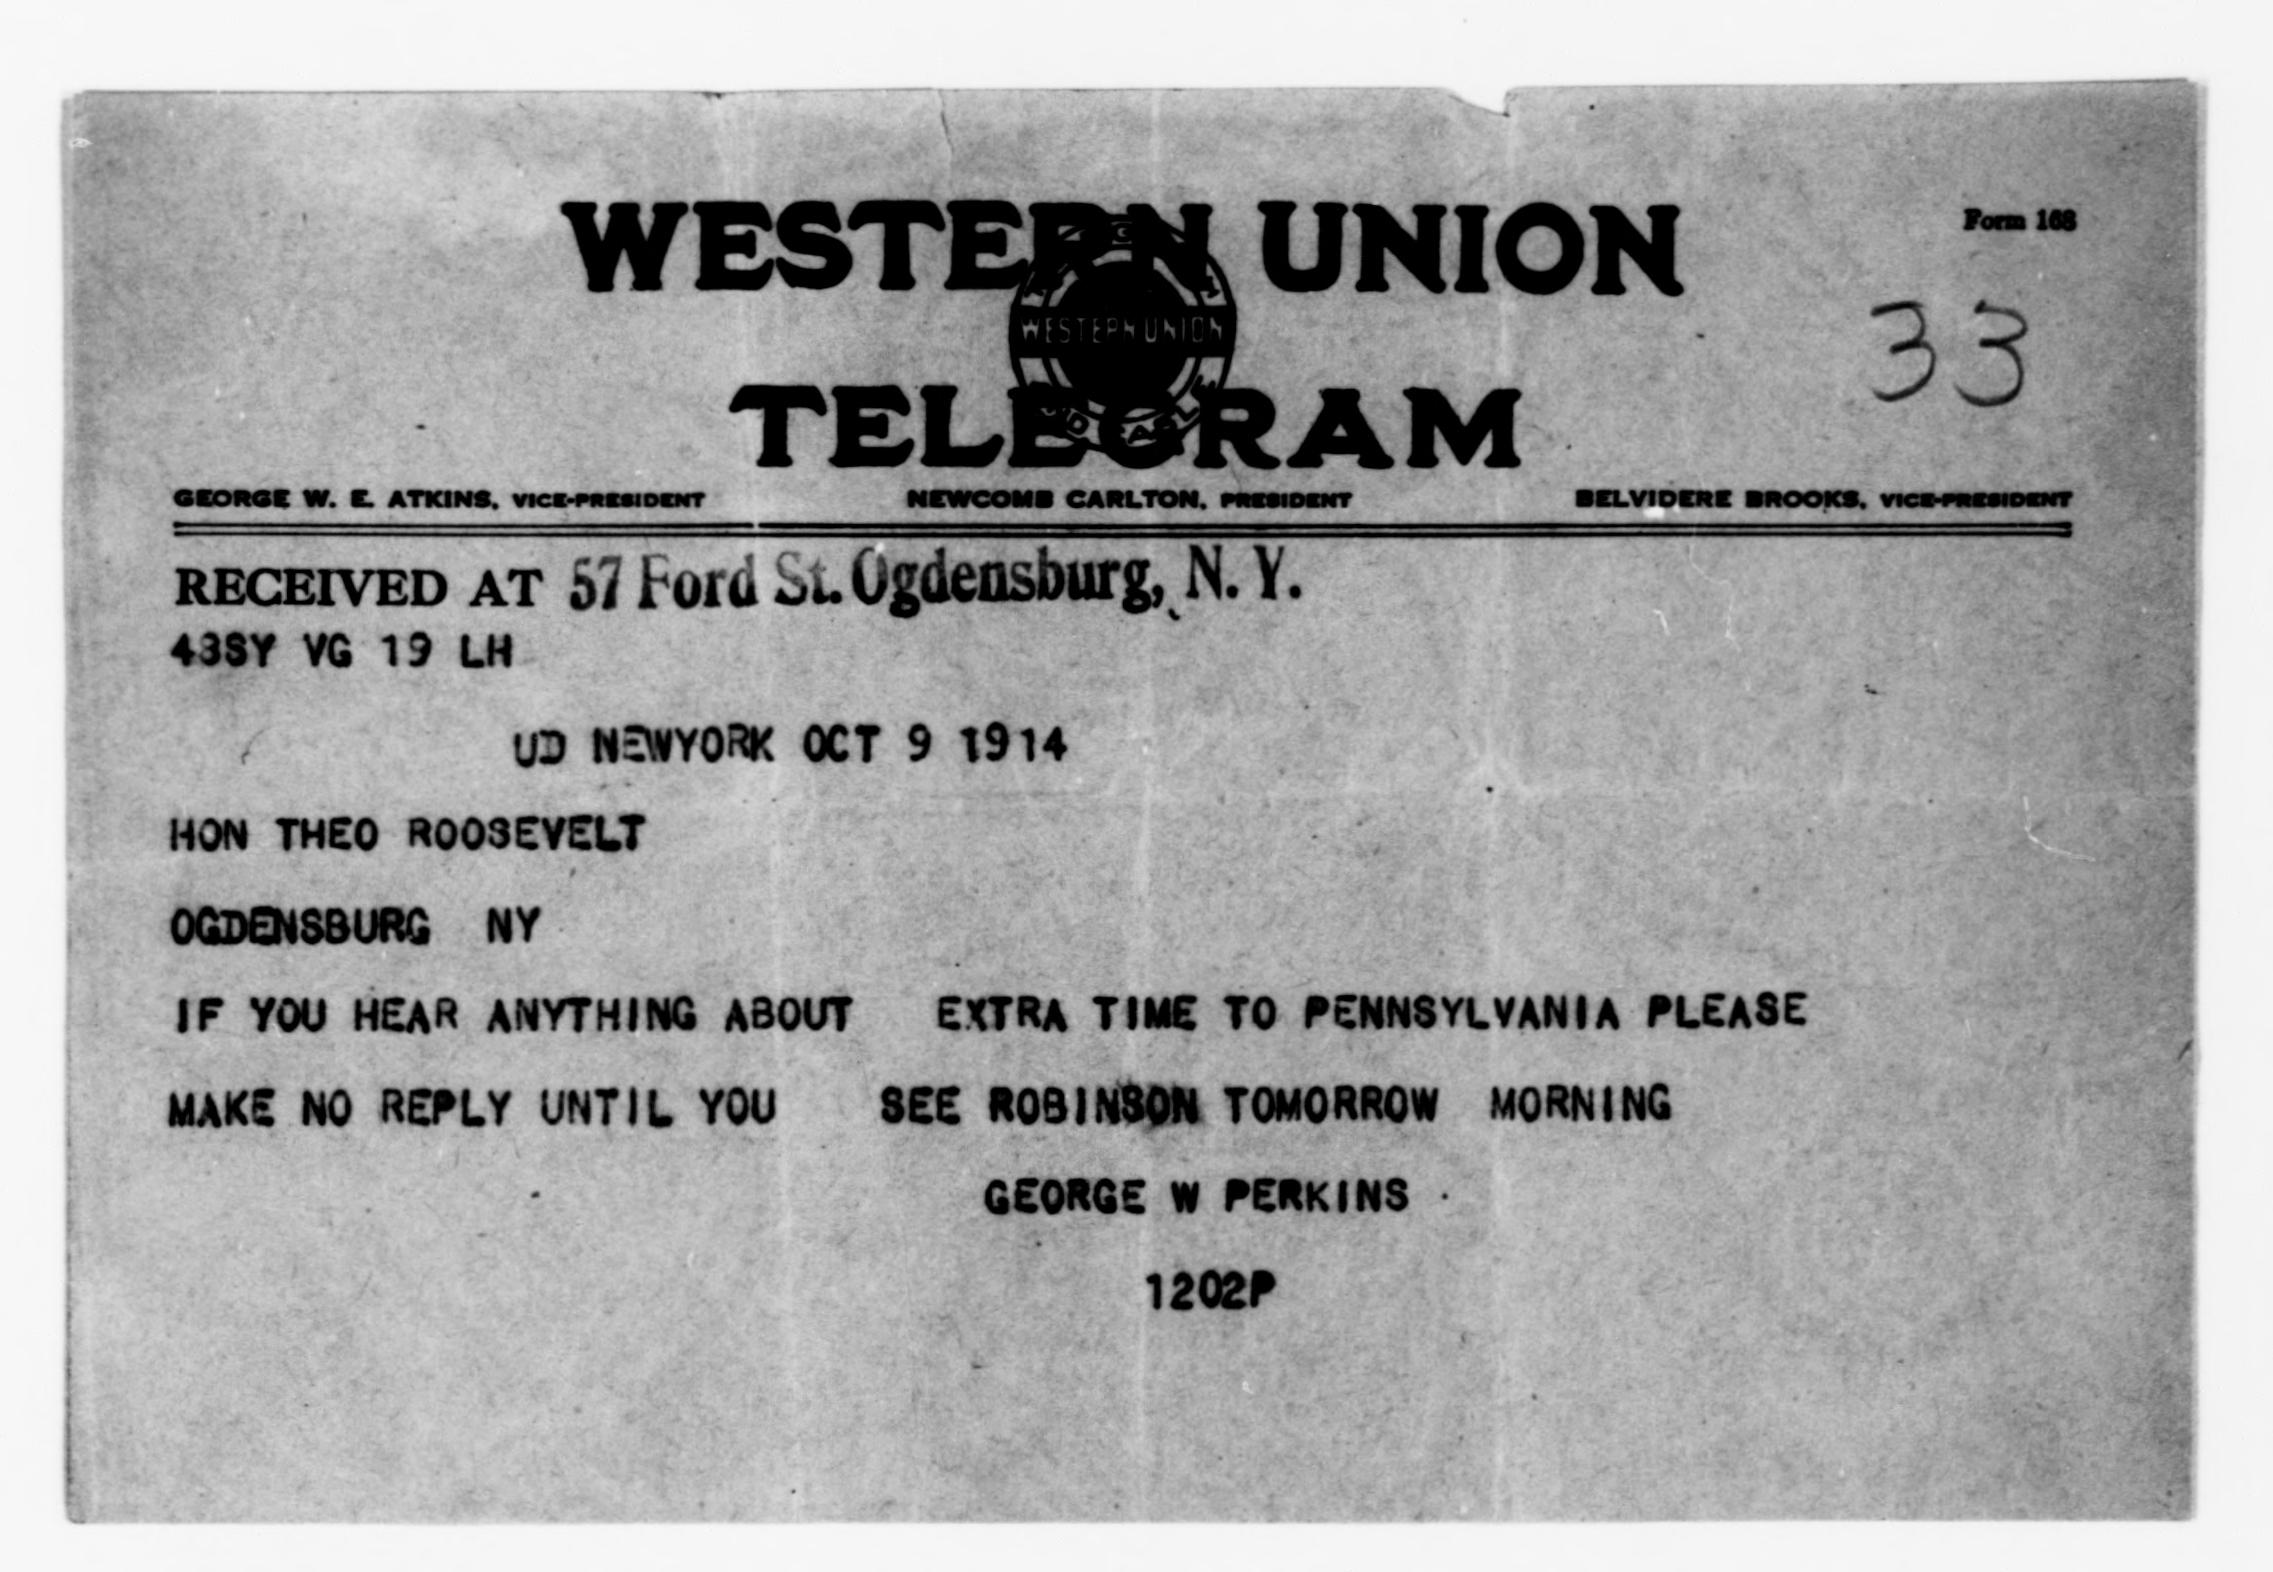 WESTERN UNION
Form 168
WESTERN UNION
33
TELEGRAM
GEORGE W. E. ATKINS, VICE-PRESIDENT NEWCOMB CARLTON, PRESIDENT BELVIDERE BROOKS, VICE-PRESIDENT
RECEIVED AT 57 Ford St. Ogdensburg, N. Y.
43SY VG 19 LH
UD NEWYORK OCT 9 1914
HON THEO ROOSEVELT
OGDENSBURG NY
IF YOU HEAR ANYTHING ABOUT EXTRA TIME TO PENNSYLVANIA PLEASE
MAKE NO REPLY UNTIL YOU SEE ROBINSON TOMORROW MORNING
GEORGE W PERKINS
1202P